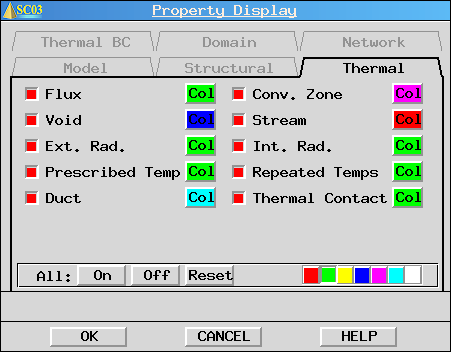 SC03 Property Display
Thermal BC Domain Network
Model Structural Thermal
Flux Col Conv. Zone Col
Void Col Stream Col
Ext. Rad. Col Int. Rad. Col
Prescribed Temp Col Repeated Temps Col
Duct Col Thermal Contact Col
All: On Off Reset
OK CANCEL HELP